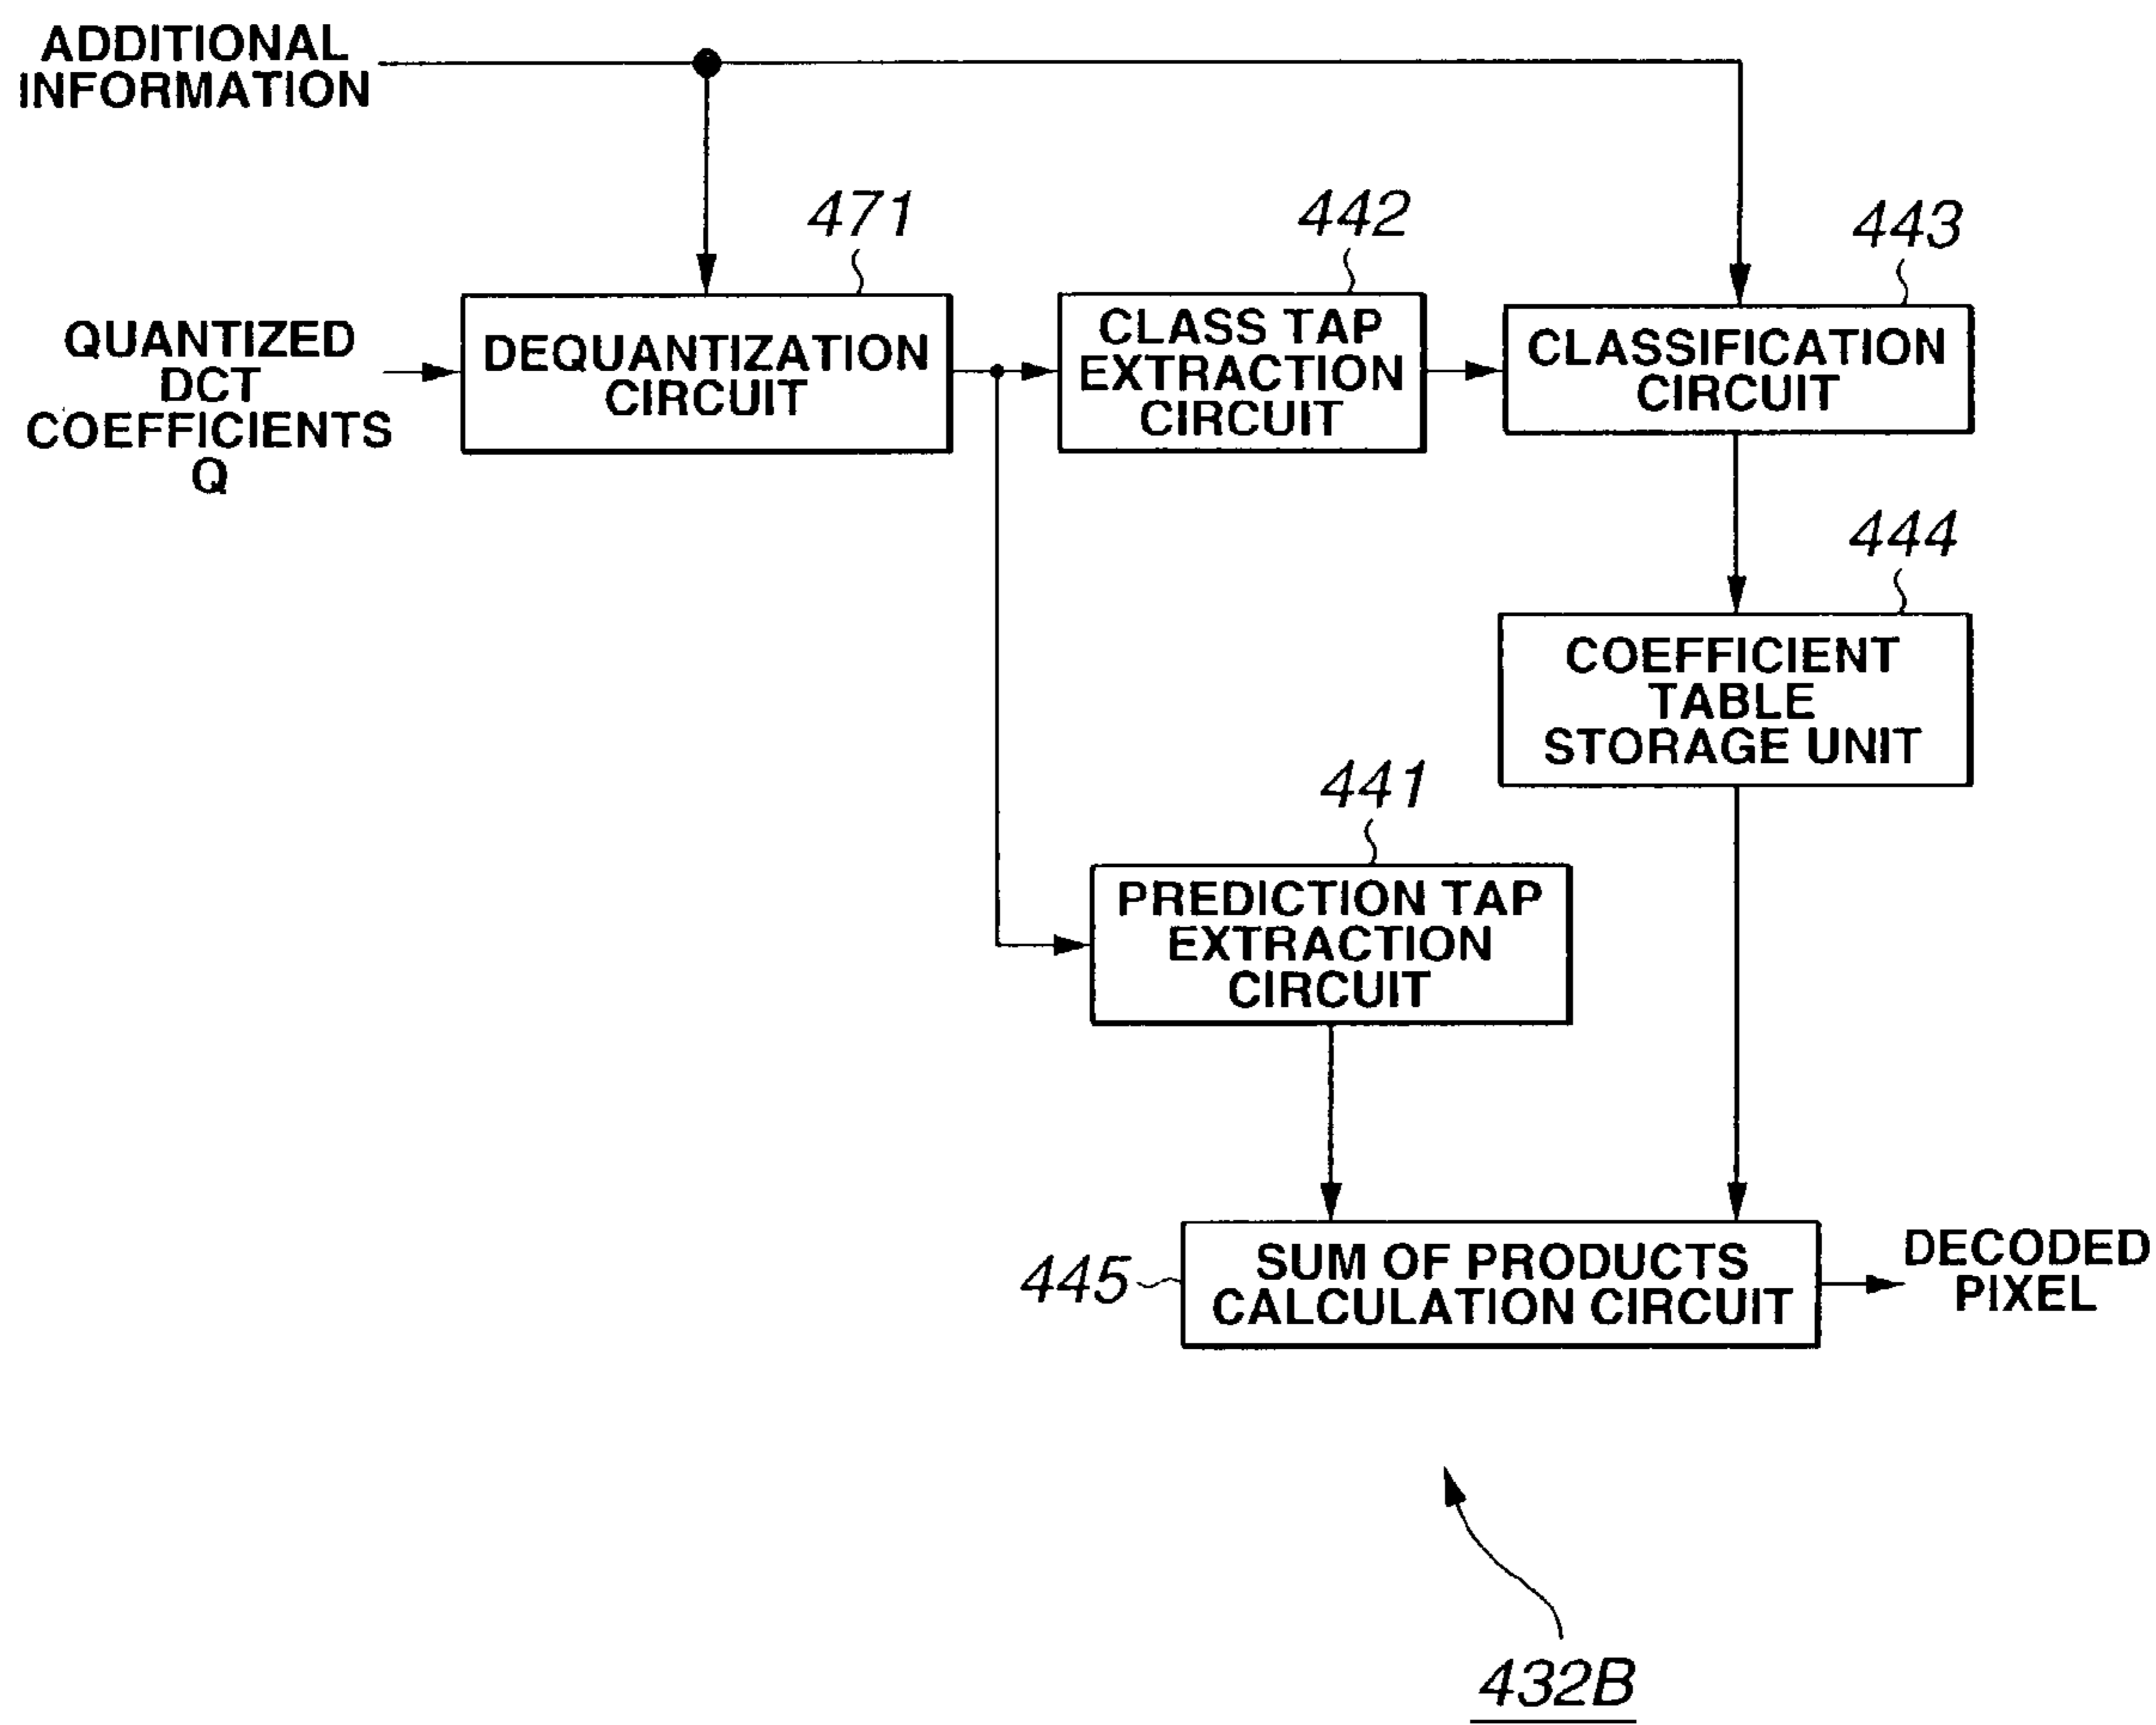 ADDITIONAL
INFORMATION
471
442
443
QUANTIZED
DCT
COEFFICIENTS
Q
DEQUANTIZATION
CIRCUIT
CLASS TAP
EXTRACTION
CIRCUIT
CLASSIFICATION
CIRCUIT
444
COEFFICIENT
TABLE
STORAGE UNIT
441
PREDICTION TAP
EXTRACTION
CIRCUIT
445
SUM OF PRODUCTS
CALCULATION CIRCUIT
DECODED
PIXEL
432B